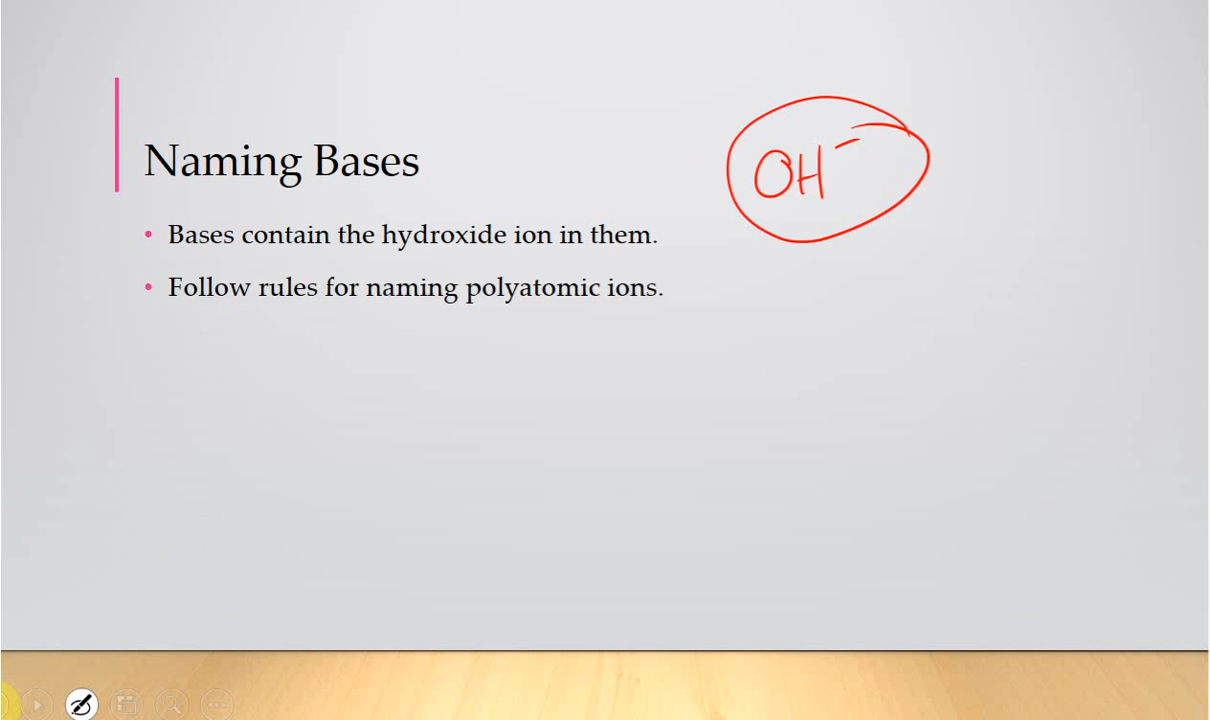 OH⁻
Naming Bases
• Bases contain the hydroxide ion in them.
• Follow rules for naming polyatomic ions.